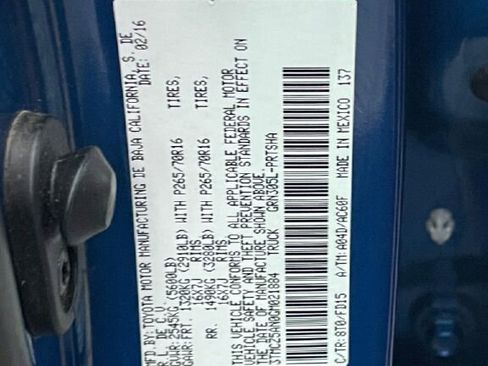 MFD.BY:TOYOTA MOTOR MANUFACTURING DE BAJA CALIFORNIA, S. DE
R.L. DE C.V. DATE: 02/16
GVWR:2545KG (5600LB)
GAWR:FRT. 1320KG (2910LB) WITH P265/70R16 TIRES,
16X7J RIMS
RR. 1490KG (3280LB) WITH P265/70R16 TIRES,
16X7J RIMS
THIS VEHICLE CONFORMS TO ALL APPLICABLE FEDERAL MOTOR
VEHICLE SAFETY AND THEFT PREVENTION STANDARDS IN EFFECT ON
THE DATE OF MANUFACTURE SHOWN ABOVE.
3TMCZ5AN0GM021804 TRUCK GRN305L-PRTSHA
C/TR: 8T0/FD15 A/TM: A04D/AC60F MADE IN MEXICO 137